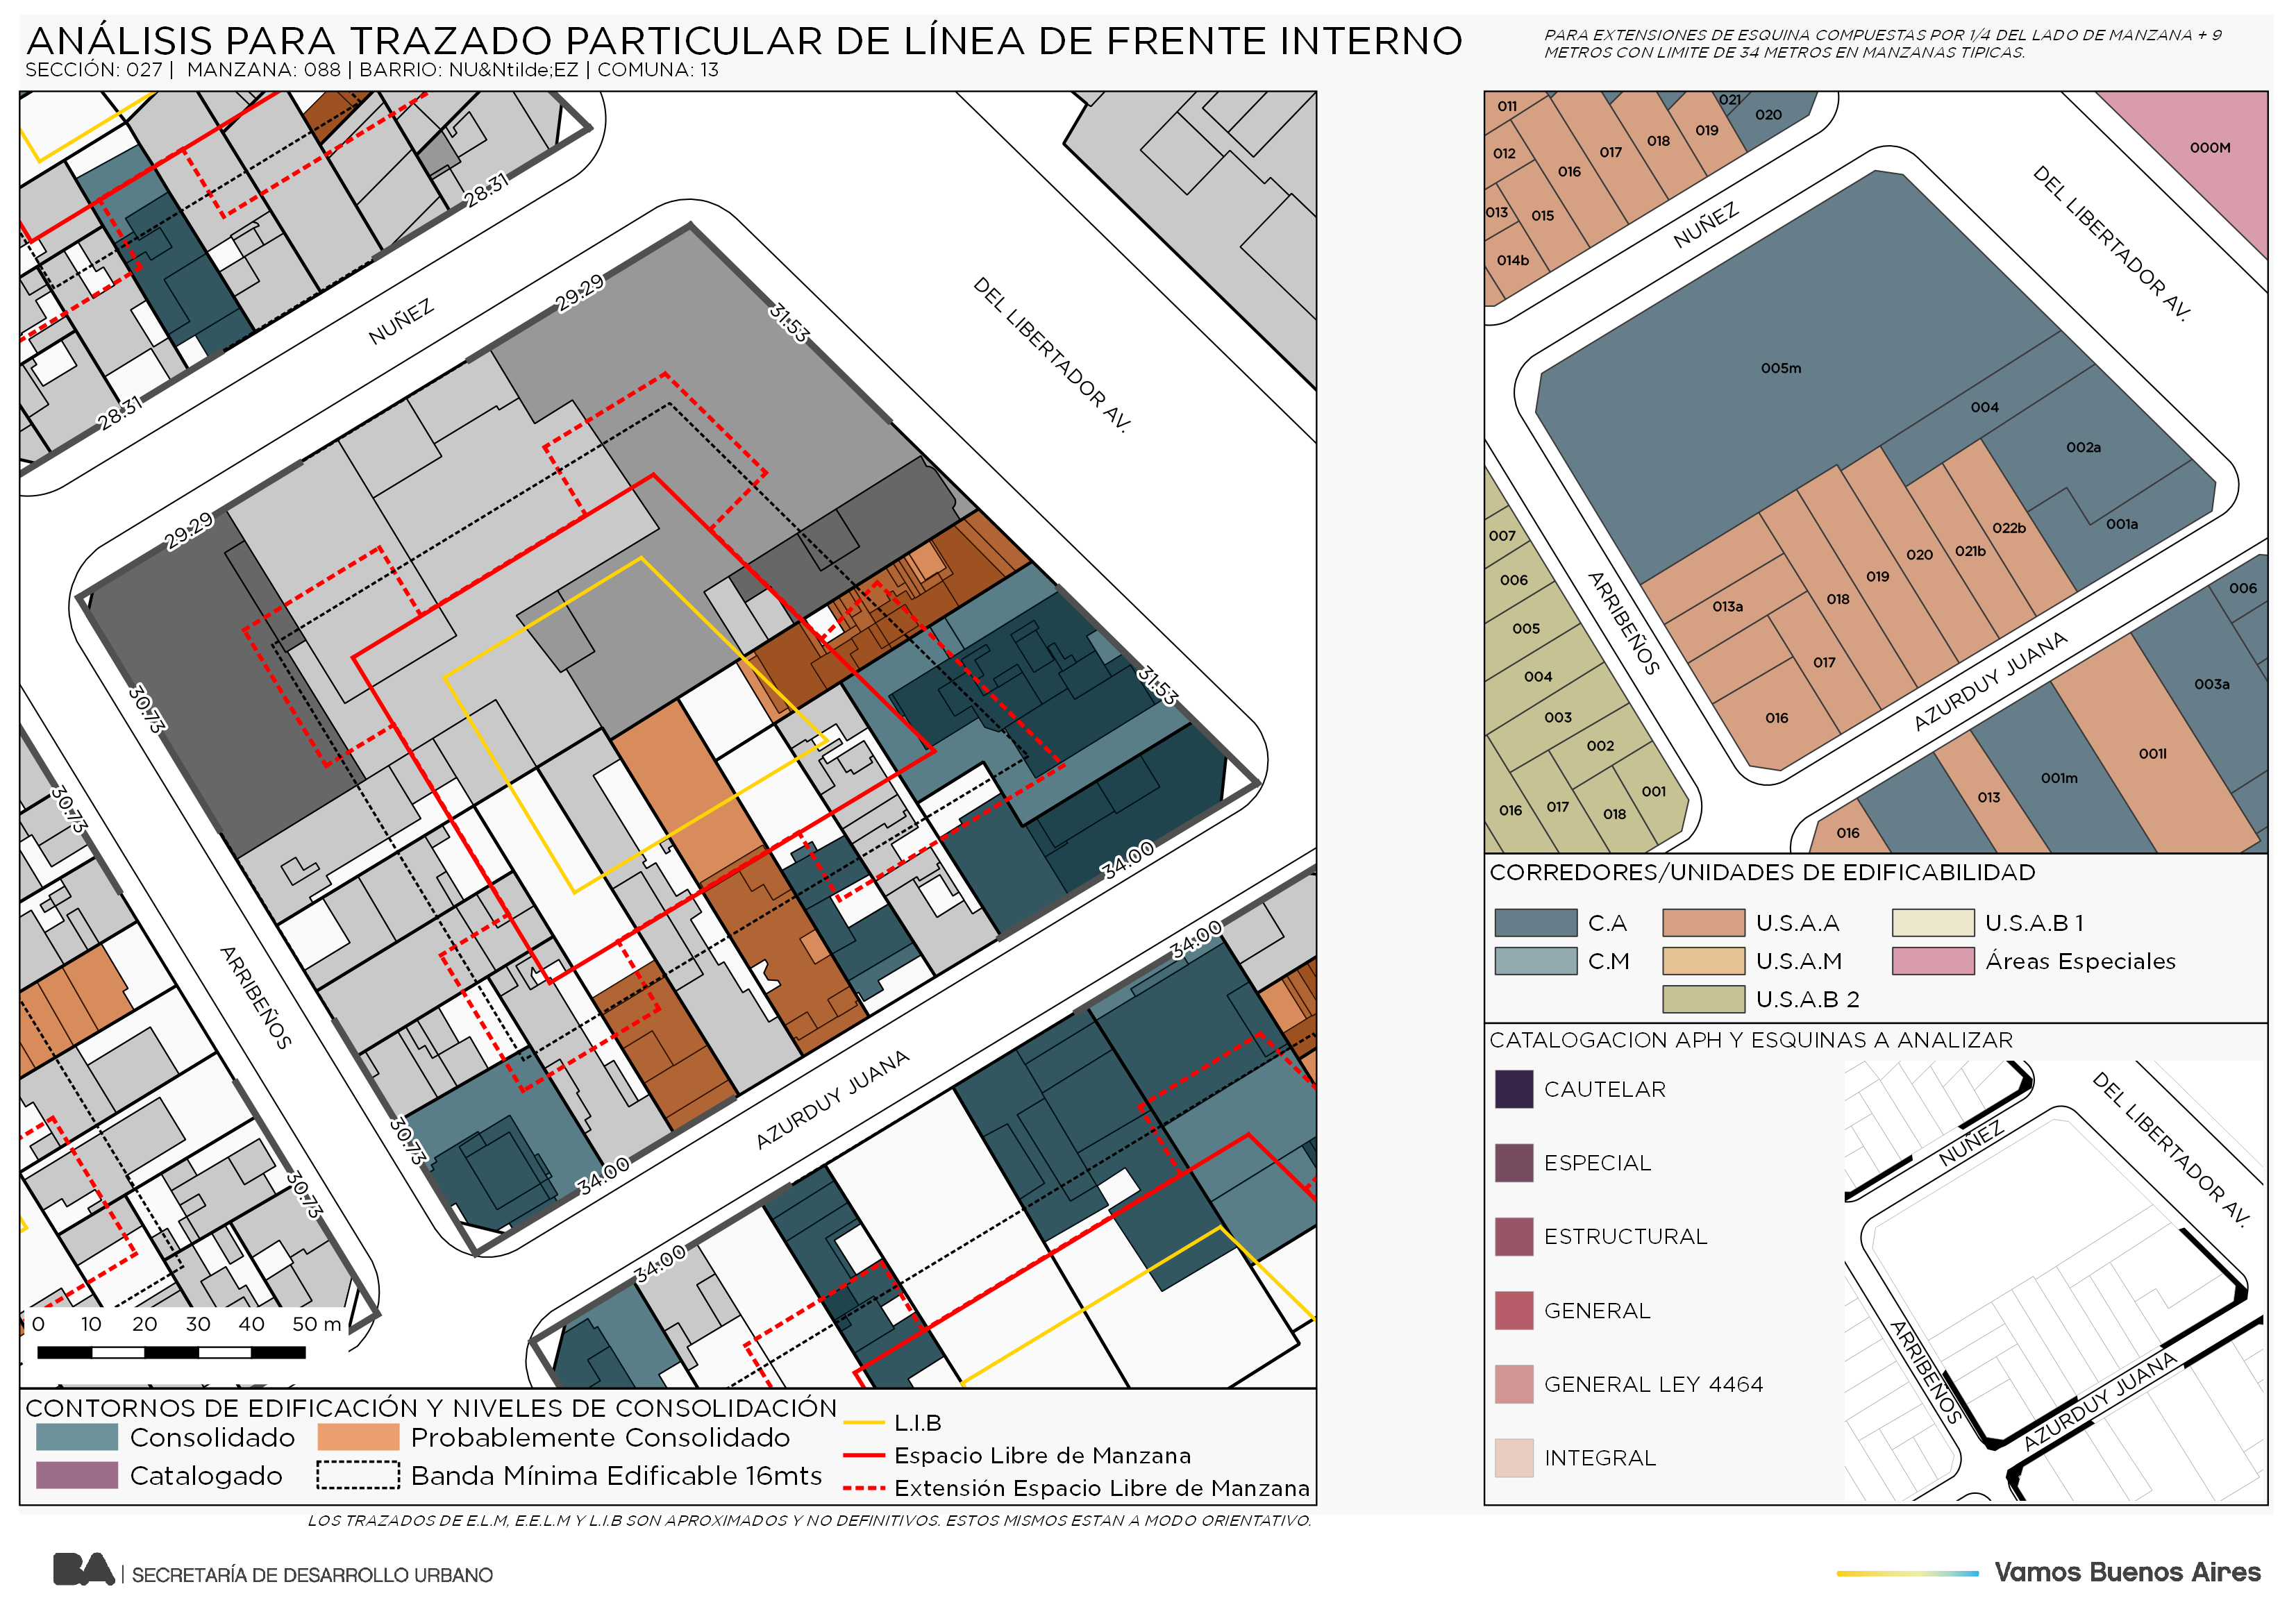 ANÁLISIS PARA TRAZADO PARTICULAR DE LÍNEA DE FRENTE INTERNO
SECCIÓN: 027 | MANZANA: 088 | BARRIO: NU&Ntilde;EZ | COMUNA: 13
PARA EXTENSIONES DE ESQUINA COMPUESTAS POR 1/4 DEL LADO DE MANZANA + 9
METROS CON LIMITE DE 34 METROS EN MANZANAS TIPICAS.
28.31
28.31
NUÑEZ
29.29
29.29
31.53
DEL LIBERTADOR AV.
30.73
30.73
31.53
34.00
34.00
ARRIBEÑOS
30.73
30.73
34.00
AZURDUY JUANA
34.00
0 10 20 30 40 50 m
CONTORNOS DE EDIFICACIÓN Y NIVELES DE CONSOLIDACIÓN
Consolidado
Probablemente Consolidado
Catalogado
Banda Mínima Edificable 16mts
L.I.B
Espacio Libre de Manzana
Extensión Espacio Libre de Manzana
LOS TRAZADOS DE E.L.M, E.E.L.M Y L.I.B SON APROXIMADOS Y NO DEFINITIVOS. ESTOS MISMOS ESTAN A MODO ORIENTATIVO.
011
012
013
014b
015
016
017
018
019
021
020
000M
NUÑEZ
DEL LIBERTADOR AV.
005m
004
002a
001a
022b
021b
020
019
018
013a
017
016
ARRIBEÑOS
AZURDUY JUANA
007
006
005
004
003
002
001
016
017
018
006
003a
001l
001m
013
016
CORREDORES/UNIDADES DE EDIFICABILIDAD
C.A
U.S.A.A
U.S.A.B 1
C.M
U.S.A.M
Áreas Especiales
U.S.A.B 2
CATALOGACION APH Y ESQUINAS A ANALIZAR
CAUTELAR
ESPECIAL
ESTRUCTURAL
GENERAL
GENERAL LEY 4464
INTEGRAL
NUÑEZ
DEL LIBERTADOR AV.
ARRIBEÑOS
AZURDUY JUANA
BA | SECRETARÍA DE DESARROLLO URBANO
Vamos Buenos Aires